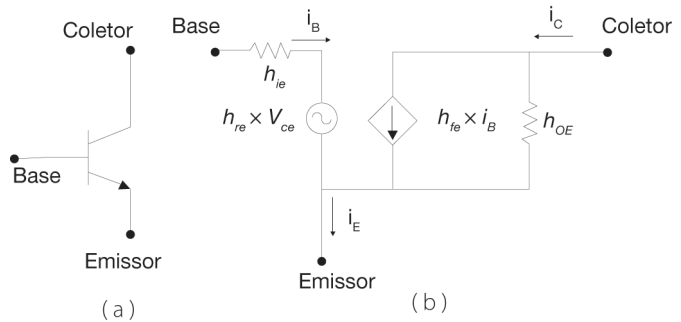 Coletor
Base
Emissor
(a)
Base
i_B
h_ie
h_re × V_ce
h_fe × i_B
i_C
Coletor
h_OE
i_E
Emissor
(b)